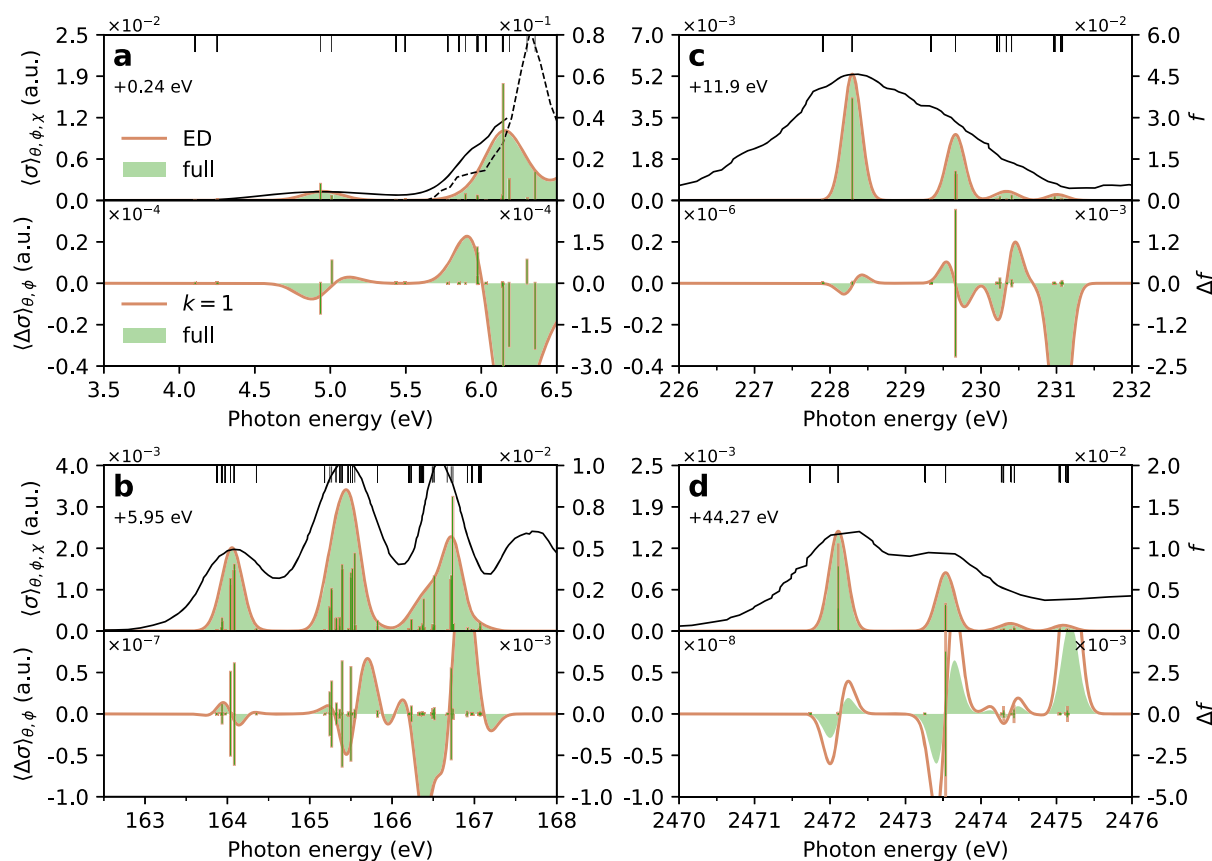 ×10⁻² ×10⁻¹
a
+0.24 eV
ED
full
2.5
1.9
1.2
0.6
0.0
0.8
0.6
0.4
0.2
0.0
⟨σ⟩θ,ϕ,χ (a.u.)
×10⁻⁴ ×10⁻⁴
k = 1
full
0.2
0.0
-0.2
-0.4
1.5
0.0
-1.5
-3.0
⟨Δσ⟩θ,ϕ (a.u.)
3.5 4.0 4.5 5.0 5.5 6.0 6.5
Photon energy (eV)
×10⁻³ ×10⁻²
c
+11.9 eV
7.0
5.2
3.5
1.8
0.0
6.0
4.5
3.0
1.5
0.0
f
×10⁻⁶ ×10⁻³
0.2
0.0
-0.2
-0.4
1.2
0.0
-1.2
-2.5
Δf
226 227 228 229 230 231 232
Photon energy (eV)
×10⁻³ ×10⁻²
b
+5.95 eV
4.0
3.0
2.0
1.0
0.0
1.0
0.8
0.5
0.2
0.0
⟨σ⟩θ,ϕ,χ (a.u.)
×10⁻⁷ ×10⁻³
0.5
0.0
-0.5
-1.0
0.5
0.0
-0.5
-1.0
⟨Δσ⟩θ,ϕ (a.u.)
163 164 165 166 167 168
Photon energy (eV)
×10⁻³ ×10⁻²
d
+44.27 eV
2.5
1.9
1.2
0.6
0.0
2.0
1.5
1.0
0.5
0.0
f
×10⁻⁸ ×10⁻³
0.5
0.0
-0.5
-1.0
2.5
0.0
-2.5
-5.0
Δf
2470 2471 2472 2473 2474 2475 2476
Photon energy (eV)